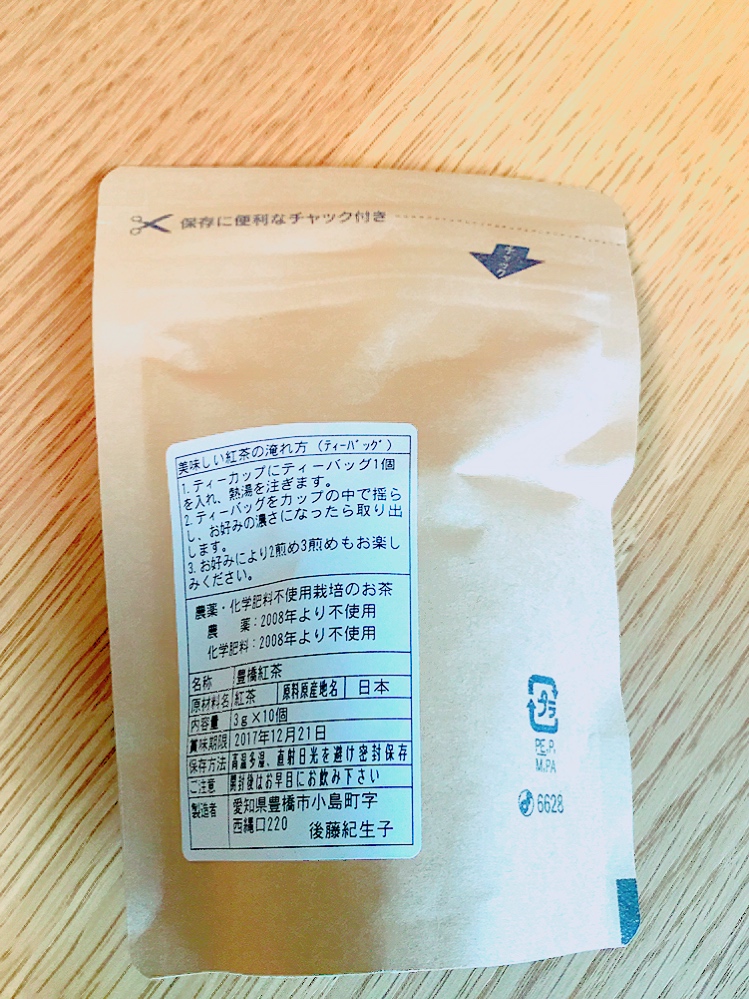 保存に便利なチャック付き
チャック
美味しい紅茶の淹れ方 (ティーバッグ)
1. ティーカップにティーバッグ1個
を入れ、熱湯を注ぎます。
2. ティーバッグをカップの中で揺ら
し、お好みの濃さになったら取り出
します。
3. お好みにより2煎め3煎めもお楽し
みください。
農薬・化学肥料不使用栽培のお茶
農　薬：2008年より不使用
化学肥料：2008年より不使用
名称 豊橋紅茶
原材料名 紅茶 原料原産地名 日本
内容量 3g×10個
賞味期限 2017年12月21日
保存方法 高温多湿、直射日光を避け密封保存
ご注意 開封後はお早目にお飲み下さい
製造者 愛知県豊橋市小島町字
西縄口220 後藤紀生子
プラ
PE,P,
M,PA
6628